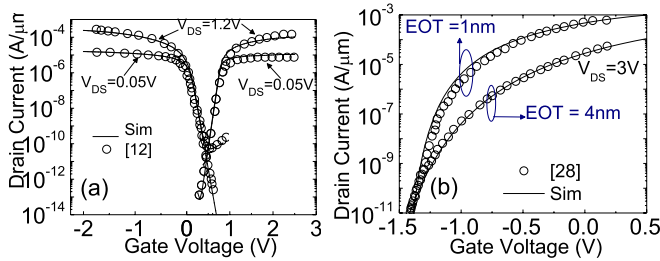 Drain Current (A/μm)
10⁻⁴
10⁻⁶
10⁻⁸
10⁻¹⁰
10⁻¹²
10⁻¹⁴
V_DS=1.2V
V_DS=0.05V
V_DS=0.05V
Sim
[12]
(a)
-2 -1 0 1 2 3
Gate Voltage (V)
Drain Current (A/μm)
10⁻³
10⁻⁵
10⁻⁷
10⁻⁹
10⁻¹¹
EOT =1nm
V_DS=3V
EOT = 4nm
[28]
Sim
(b)
-1.5 -1.0 -0.5 0.0 0.5
Gate Voltage (V)